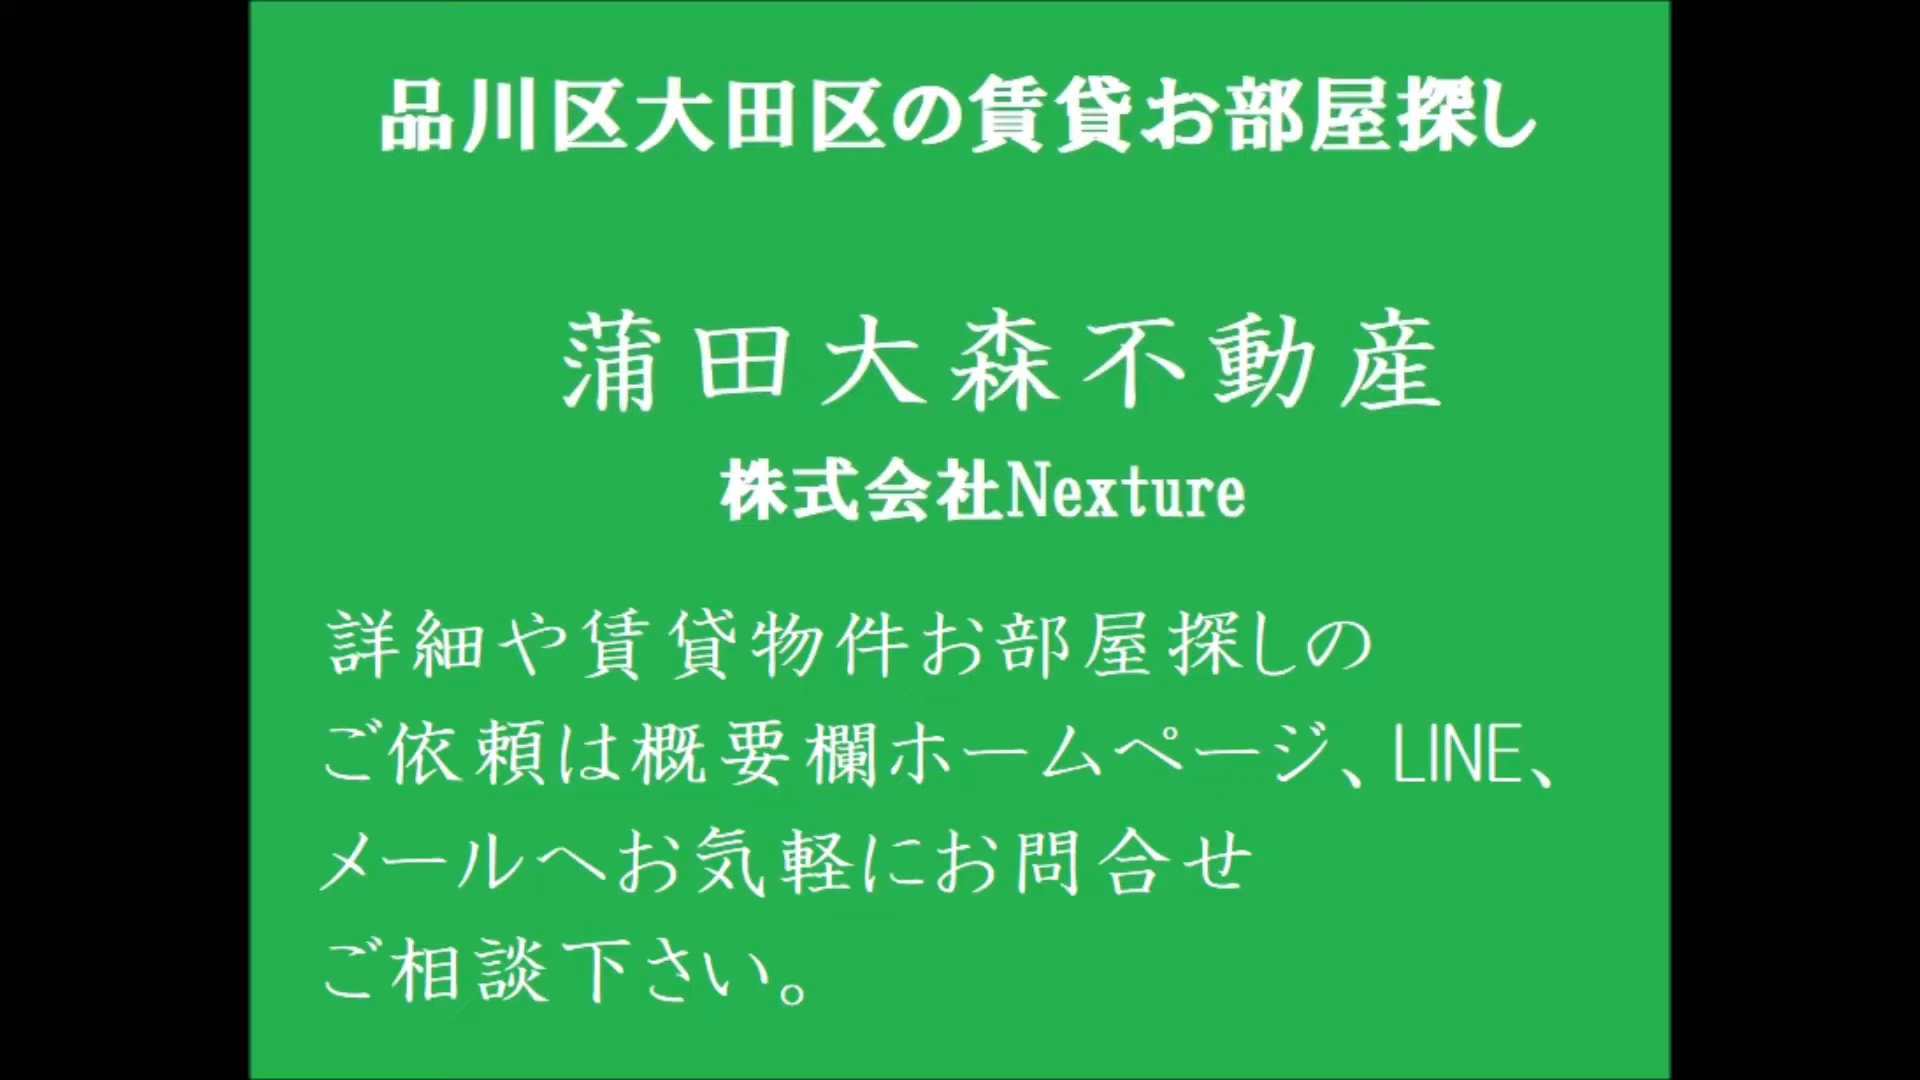 品川区大田区の賃貸お部屋探し
蒲田大森不動産
株式会社Nexture
詳細や賃貸物件お部屋探しの
ご依頼は概要欄ホームページ、LINE、
メールへお気軽にお問合せ
ご相談下さい。